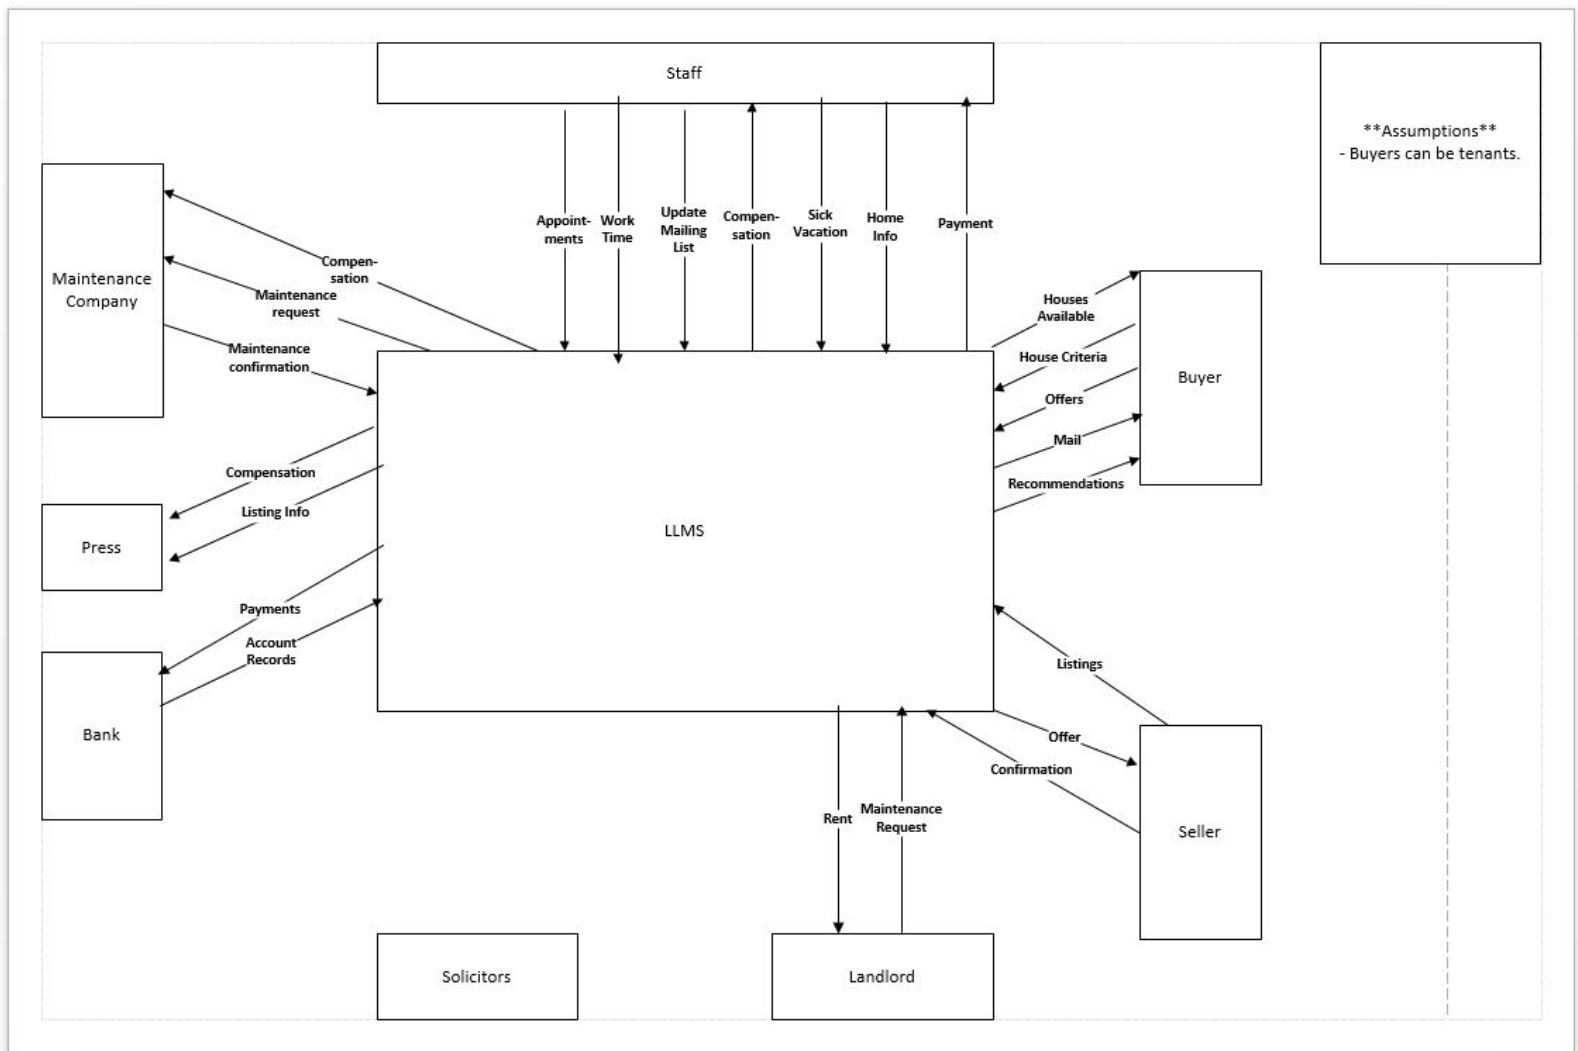 Staff
**Assumptions**
- Buyers can be tenants.
Appoint-
ments
Work
Time
Update
Mailing
List
Compen-
sation
Sick
Vacation
Home
Info
Payment
Maintenance
Company
Compen-
sation
Maintenance
request
Maintenance
confirmation
Houses
Available
House Criteria
Offers
Mail
Recommendations
Buyer
Compensation
Listing Info
Press
LLMS
Payments
Account
Records
Bank
Listings
Offer
Confirmation
Seller
Rent
Maintenance
Request
Solicitors
Landlord